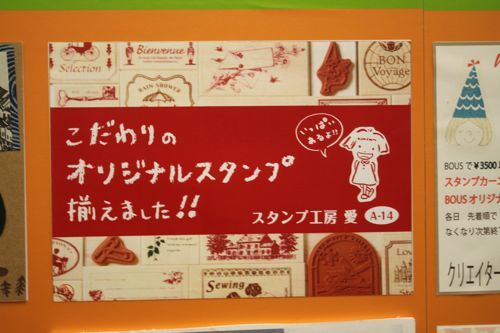 Selection
Bienvenue
RAIN SHOWER
BON
Voyage
こだわりの
オリジナルスタンプ
揃えました!!
いっぱい
あるよ!!
スタンプ工房 愛 A-14
Sewing
Love
BOUSで¥3500
スタンプカー
BOUS オリジ
各日 先着順で
なくなり次第終
クリエイター